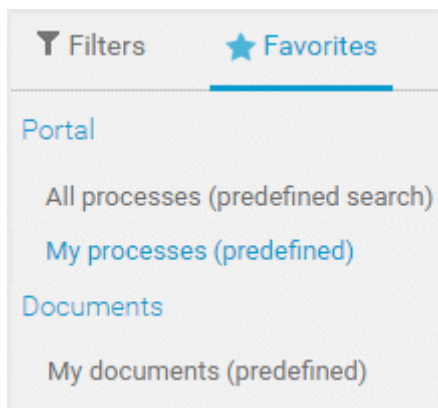 Filters Favorites
Portal
All processes (predefined search)
My processes (predefined)
Documents
My documents (predefined)